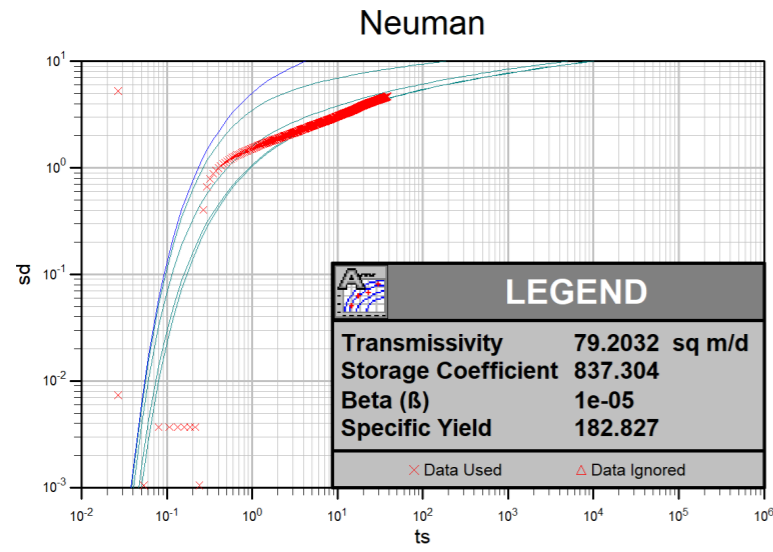 Neuman
10^1
10^0
10^-1
10^-2
10^-3
sd
10^-2 10^-1 10^0 10^1 10^2 10^3 10^4 10^5 10^6
ts
LEGEND
Transmissivity 79.2032 sq m/d
Storage Coefficient 837.304
Beta (ß) 1e-05
Specific Yield 182.827
× Data Used △ Data Ignored